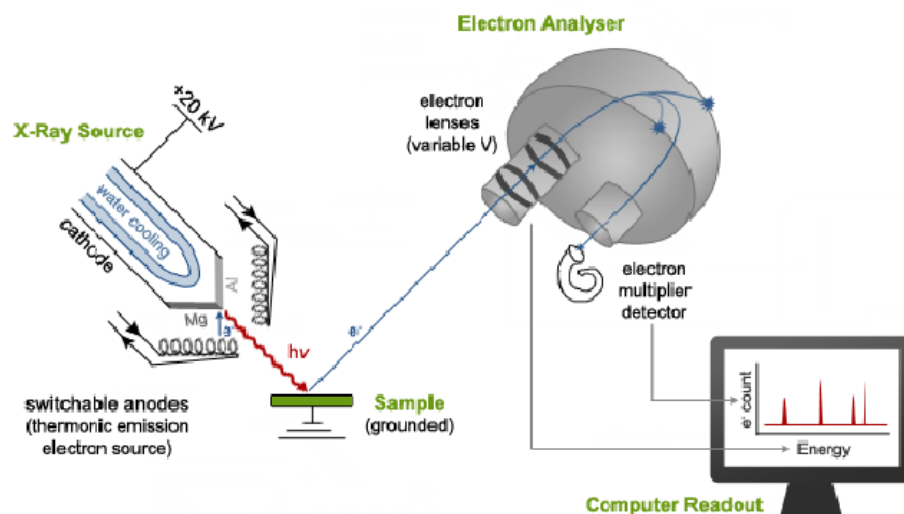 Electron Analyser
+20 kV
X-Ray Source
water cooling
cathode
Al
Mg
e-
hv
switchable anodes
(thermonic emission
electron source)
Sample
(grounded)
e-
electron
lenses
(variable V)
electron
multiplier
detector
e- count
Energy
Computer Readout